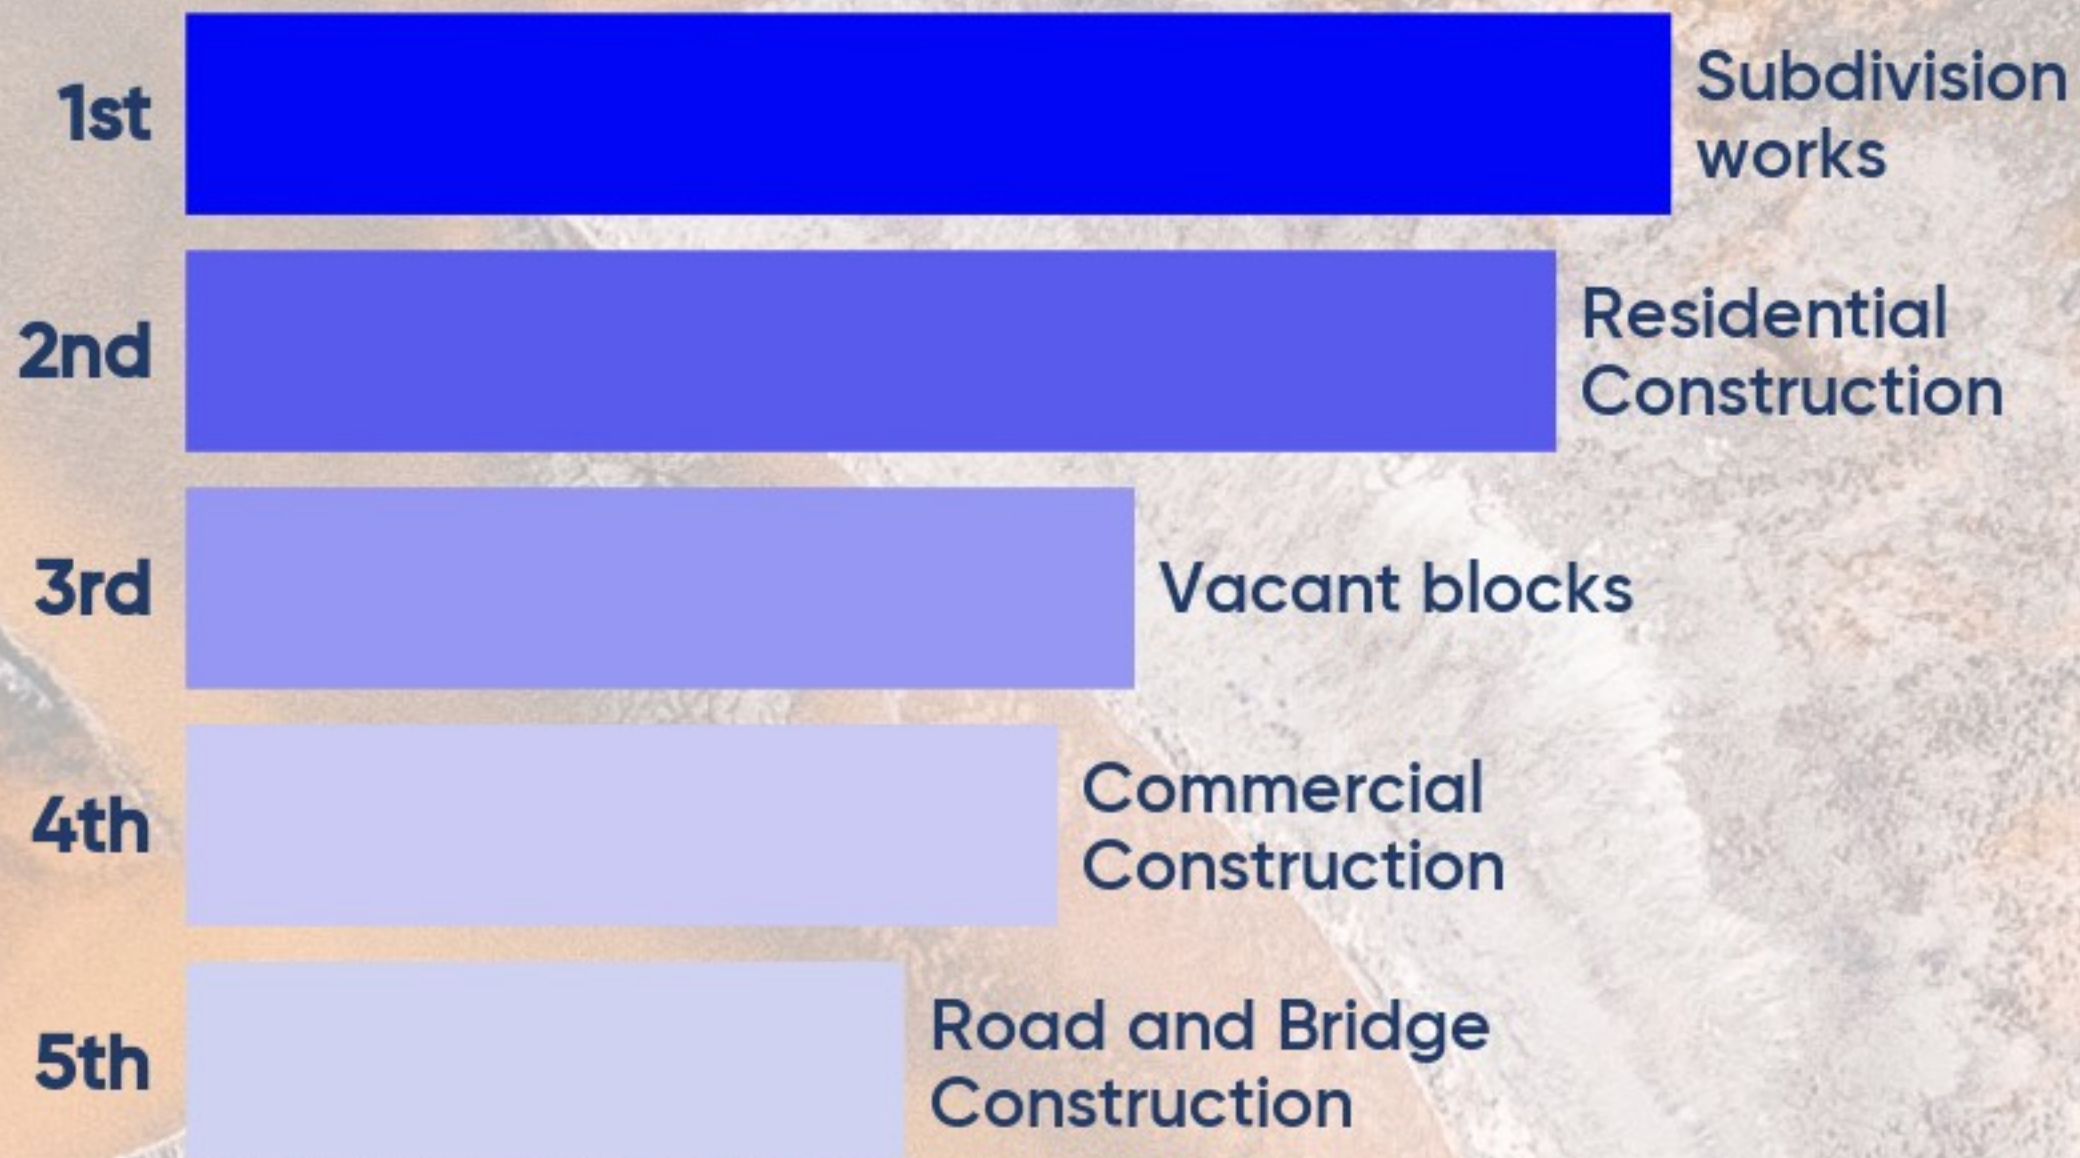 1st
Subdivision
works
2nd
Residential
Construction
3rd
Vacant blocks
4th
Commercial
Construction
5th
Road and Bridge
Construction